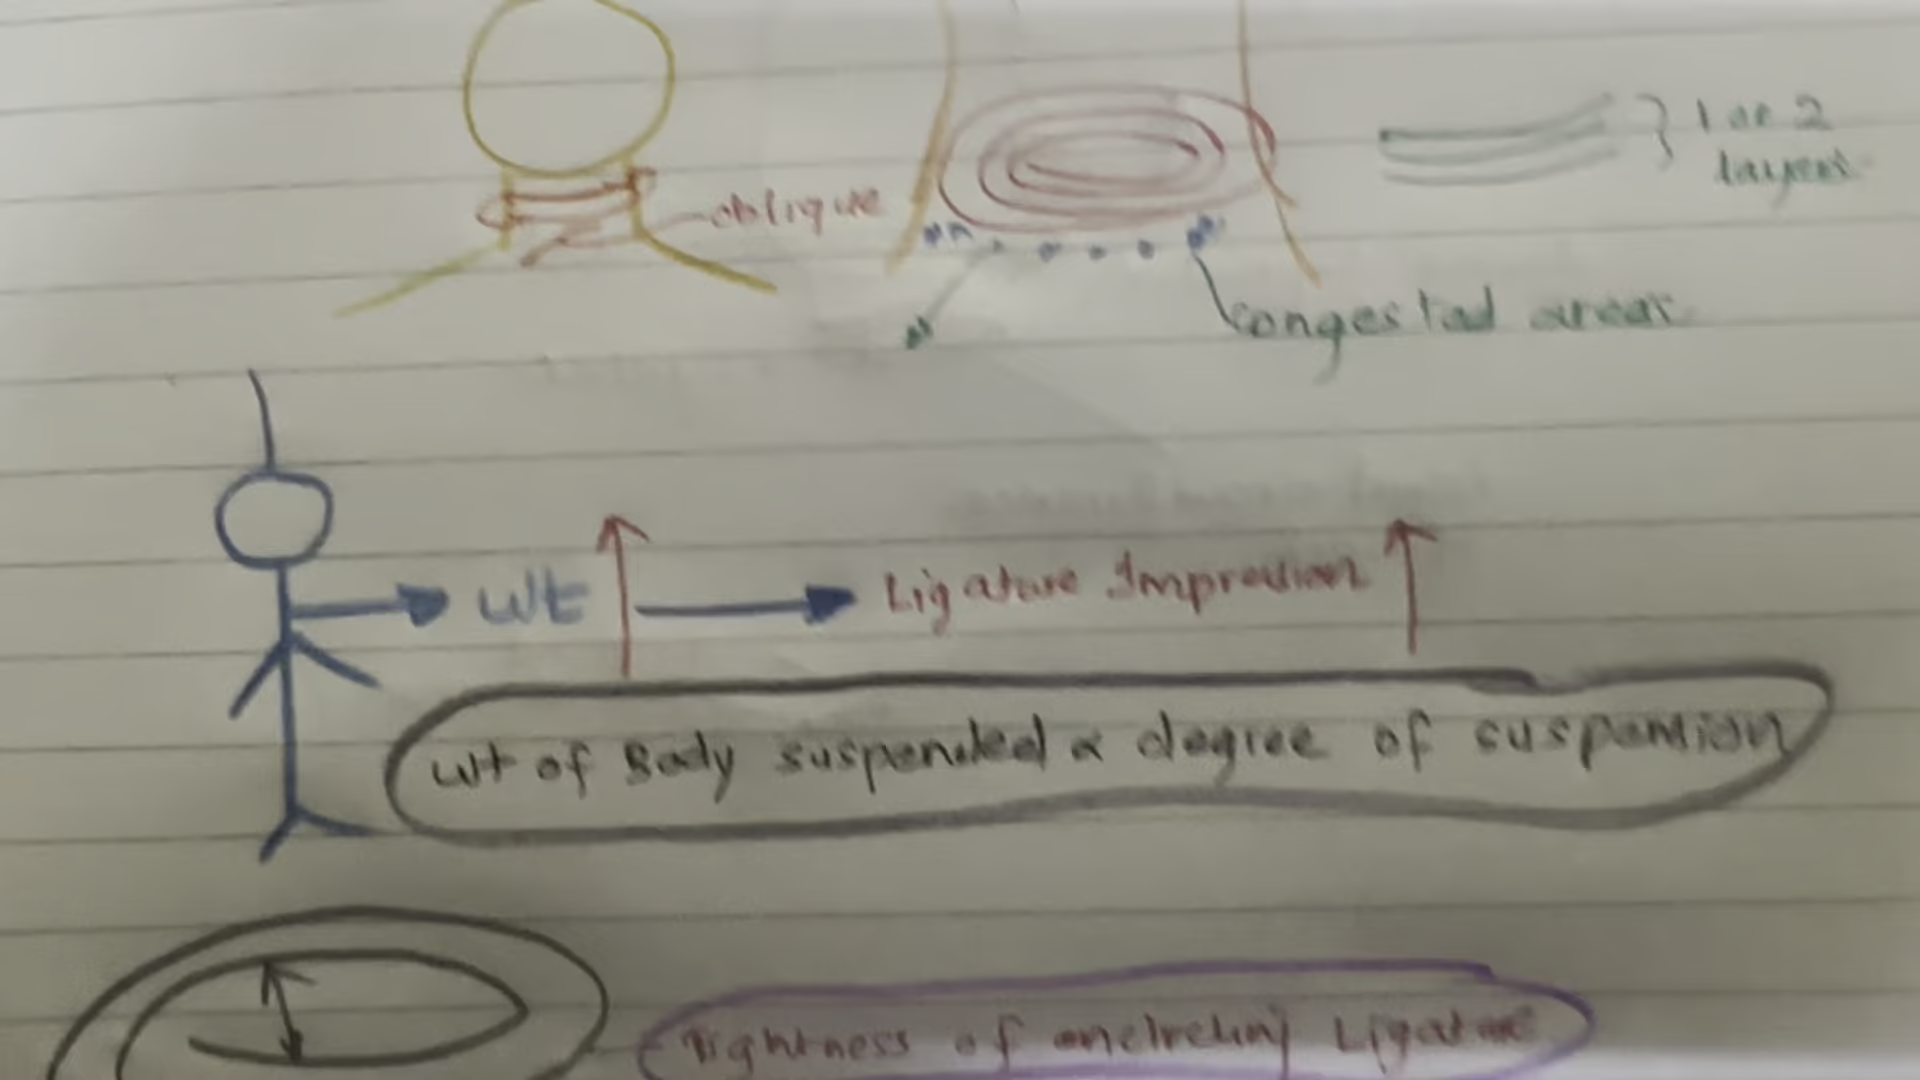 1 or 2
layers
oblique
congested areas
wt
Ligature Impression
wt of Body suspended α degree of suspension
Tightness of encircling Ligature